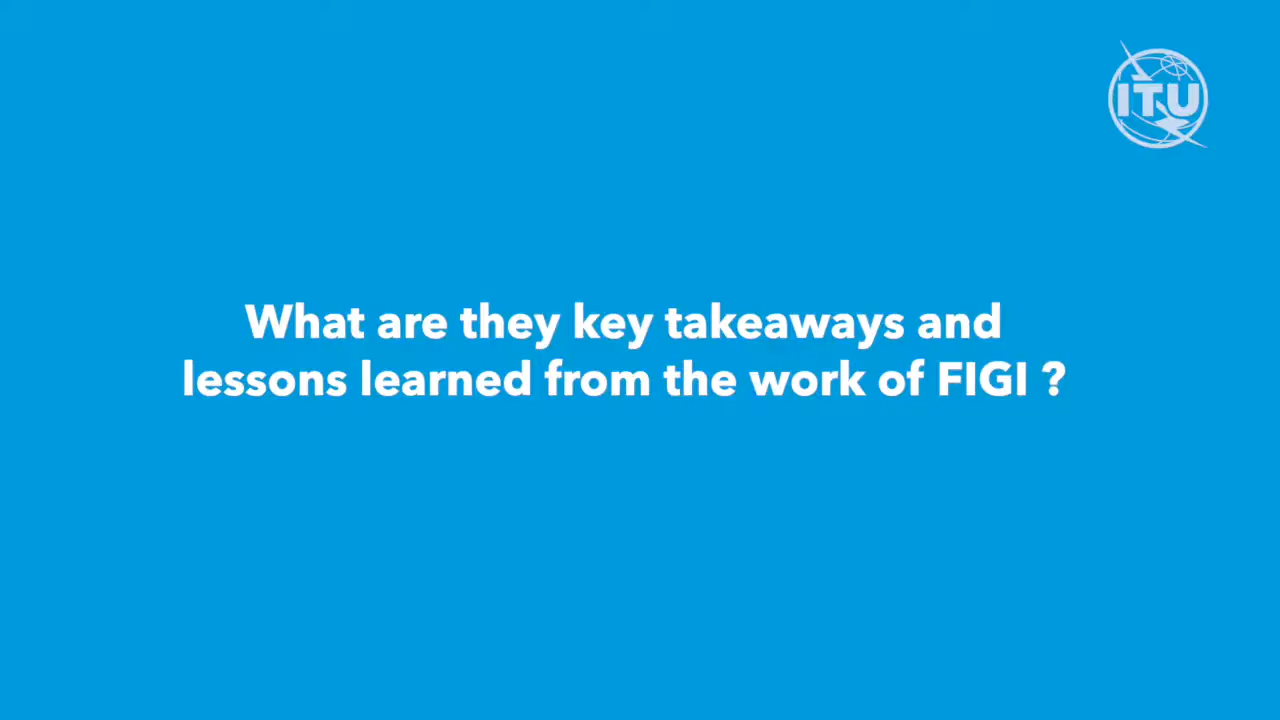 ITU
What are they key takeaways and
lessons learned from the work of FIGI ?